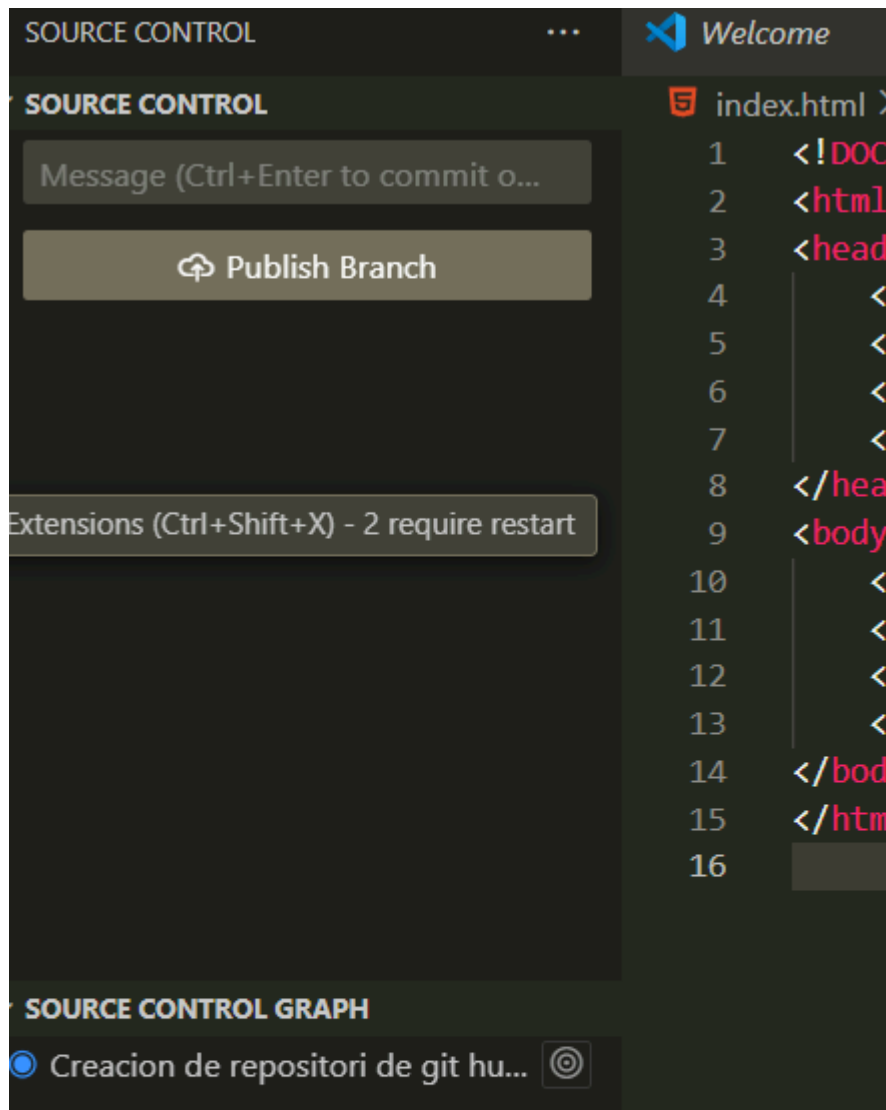 SOURCE CONTROL ...
SOURCE CONTROL
Message (Ctrl+Enter to commit o...
Publish Branch
Extensions (Ctrl+Shift+X) - 2 require restart
SOURCE CONTROL GRAPH
Creacion de repositori de git hu...
Welcome
index.html >
1 <!DOC
2 <html
3 <head
4 <
5 <
6 <
7 <
8 </hea
9 <body
10 <
11 <
12 <
13 <
14 </bod
15 </htm
16